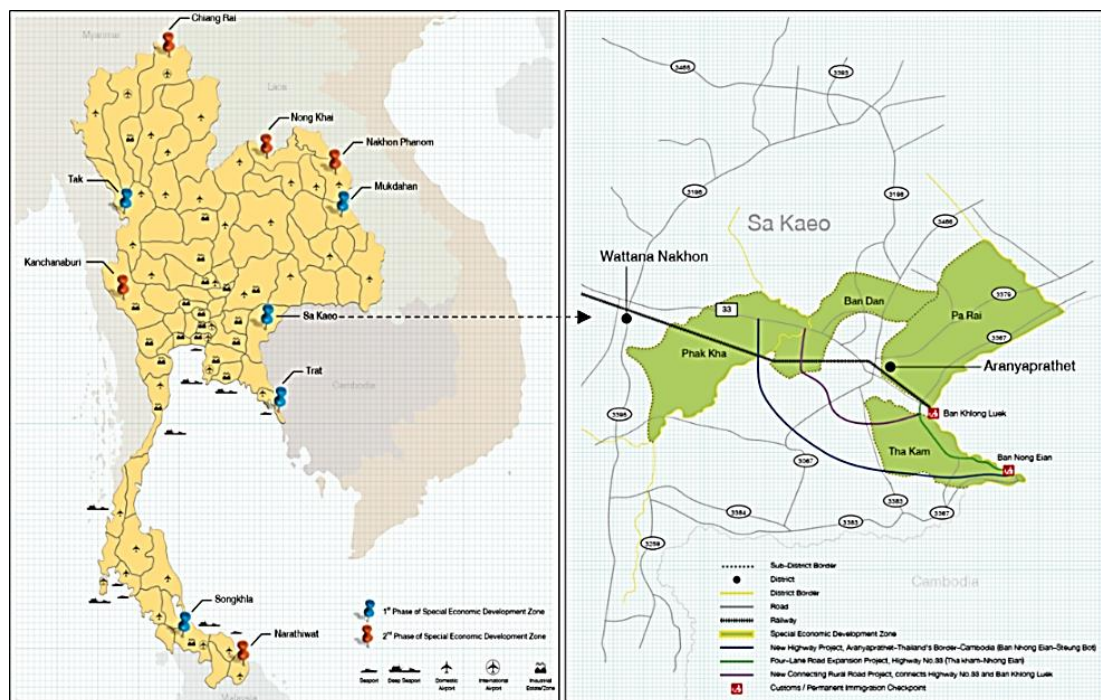 Chiang Rai
Myanmar
Laos
Nong Khai
Nakhon Phanom
Tak
Mukdahan
Kanchanaburi
Sa Kaeo
Trat
Cambodia
Songkhla
Narathiwat
Malaysia
1st Phase of Special Economic Development Zone
2nd Phase of Special Economic Development Zone
Seaport
Deep Seaport
Domestic Airport
International Airport
Industrial Estate/Zone
3486
3393
3198
3198
3486
Sa Kaeo
Wattana Nakhon
33
Ban Dan
Pa Rai
3379
3367
Phak Kha
Aranyaprathet
Ban Khlong Luek
3395
Tha Kam
Ban Nong Eian
3067
3383
3367
3384
3383
Cambodia
Sub-District Border
District
District Border
Road
Railway
Special Economic Development Zone
New Highway Project, Aranyaprathet-Thailand's Border-Cambodia (Ban Nhong Eian-Steung Bot)
Four-Lane Road Expansion Project, Highway No.33 (Tha kham-Nhong Eian)
New Connecting Rural Road Project, connects Highway No.33 and Ban Khlong Luek
Customs / Permanent Immigration Checkpoint